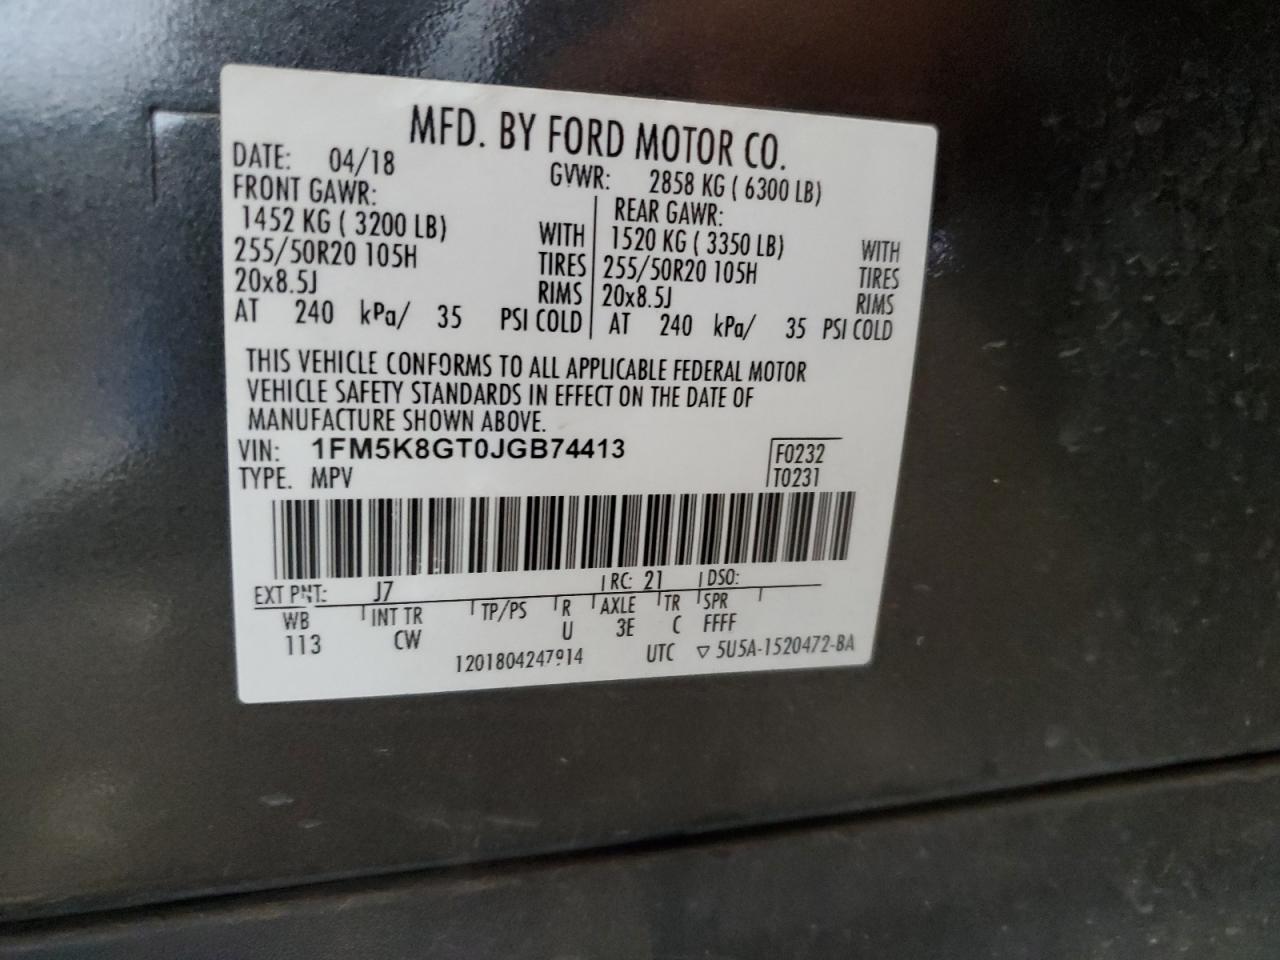 MFD. BY FORD MOTOR CO.
DATE: 04/18 GVWR: 2858 KG ( 6300 LB)
FRONT GAWR: REAR GAWR:
1452 KG ( 3200 LB) WITH 1520 KG ( 3350 LB) WITH
255/50R20 105H TIRES 255/50R20 105H TIRES
20x8.5J RIMS 20x8.5J RIMS
AT 240 kPa/ 35 PSI COLD AT 240 kPa/ 35 PSI COLD
THIS VEHICLE CONFORMS TO ALL APPLICABLE FEDERAL MOTOR
VEHICLE SAFETY STANDARDS IN EFFECT ON THE DATE OF
MANUFACTURE SHOWN ABOVE.
VIN: 1FM5K8GT0JGB74413 F0232
TYPE. MPV T0231
EXT PNT: J7 RC: 21 DSO:
WB INT TR TP/PS R AXLE TR SPR
113 CW U 3E C FFFF
1201804247914 UTC ▽ 5U5A-1520472-BA